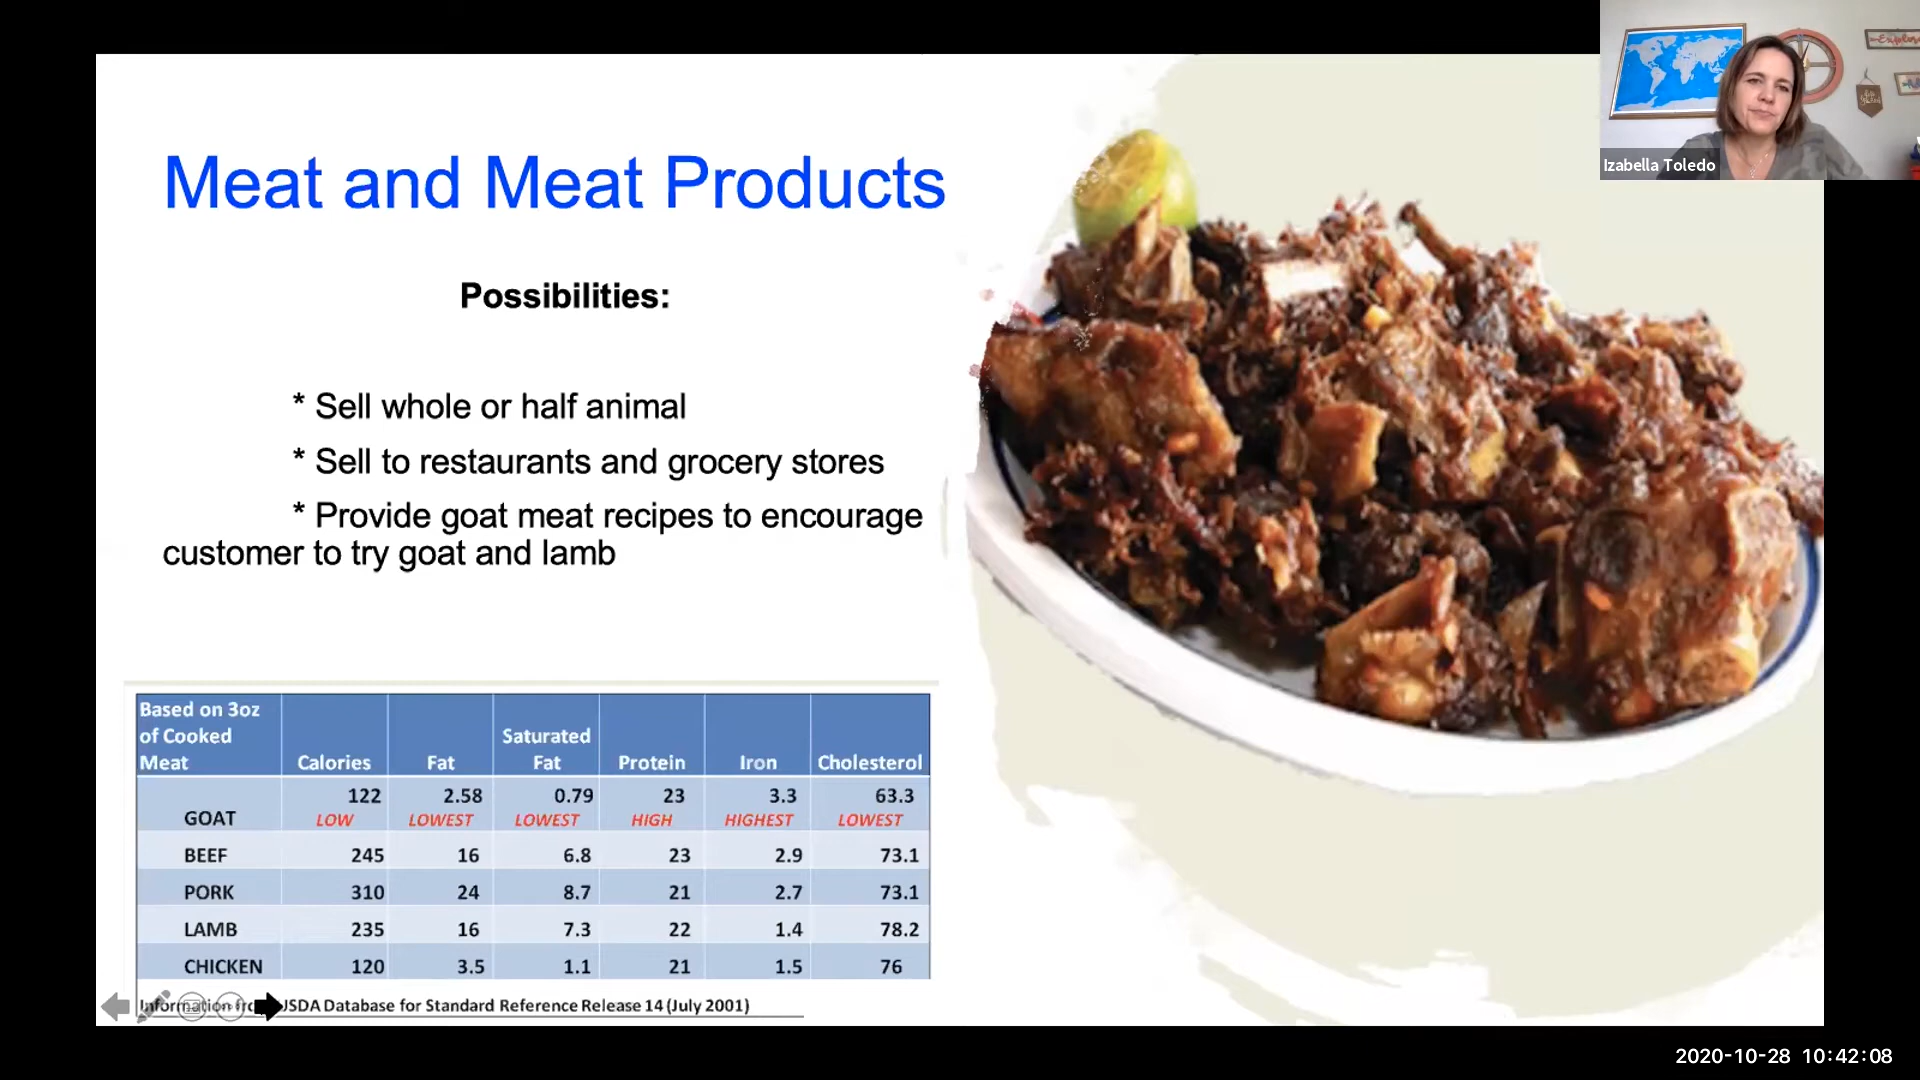 Meat and Meat Products
Possibilities:
* Sell whole or half animal
* Sell to restaurants and grocery stores
* Provide goat meat recipes to encourage
customer to try goat and lamb
Based on 3oz of Cooked Meat Calories Fat Saturated Fat Protein Iron Cholesterol
GOAT 122 2.58 0.79 23 3.3 63.3
LOW LOWEST LOWEST HIGH HIGHEST LOWEST
BEEF 245 16 6.8 23 2.9 73.1
PORK 310 24 8.7 21 2.7 73.1
LAMB 235 16 7.3 22 1.4 78.2
CHICKEN 120 3.5 1.1 21 1.5 76
Information Database for Standard Reference Release 14 (July 2001)
Izabella Toledo
2020-10-28 10:42:08